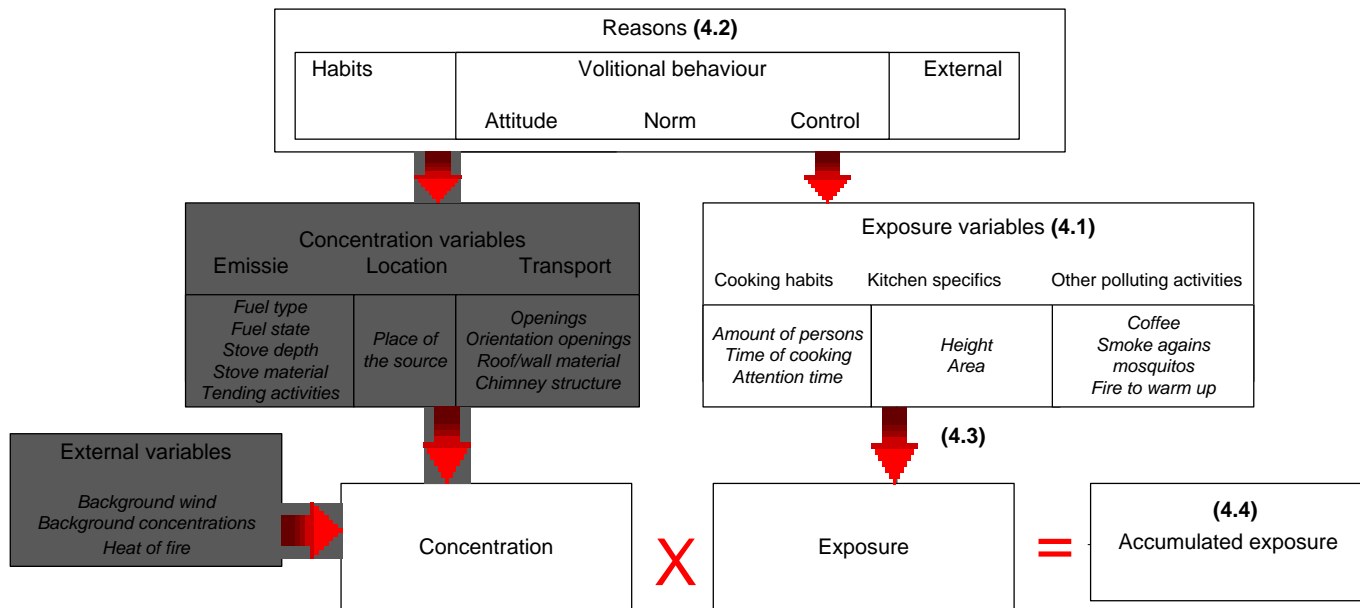 Reasons (4.2)
Habits
Volitional behaviour
External
Attitude
Norm
Control
Concentration variables
Emissie
Location
Transport
Fuel type
Fuel state
Stove depth
Stove material
Tending activities
Place of
the source
Openings
Orientation openings
Roof/wall material
Chimney structure
Exposure variables (4.1)
Cooking habits
Kitchen specifics
Other polluting activities
Amount of persons
Time of cooking
Attention time
Height
Area
Coffee
Smoke agains
mosquitos
Fire to warm up
(4.3)
External variables
Background wind
Background concentrations
Heat of fire
Concentration
X
Exposure
=
(4.4)
Accumulated exposure